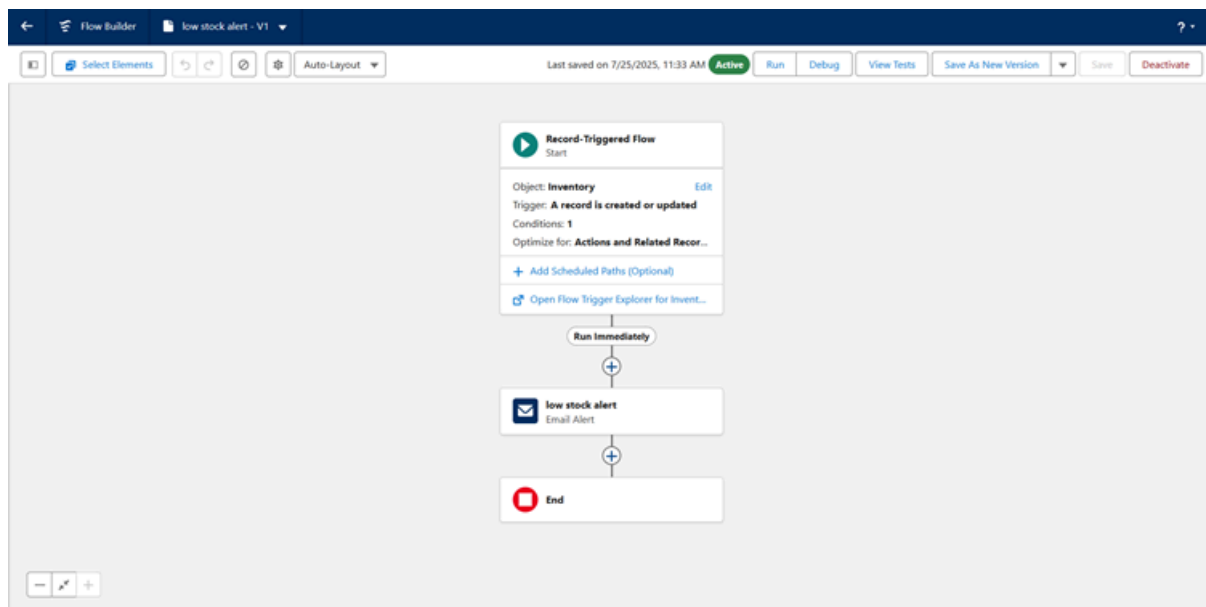 Flow Builder low stock alert - V1 ?
Select Elements Auto-Layout Last saved on 7/25/2025, 11:33 AM Active Run Debug View Tests Save As New Version Save Deactivate
Record-Triggered Flow
Start
Object: Inventory Edit
Trigger: A record is created or updated
Conditions: 1
Optimize for: Actions and Related Recor...
+ Add Scheduled Paths (Optional)
Open Flow Trigger Explorer for Invent...
Run Immediately
low stock alert
Email Alert
End